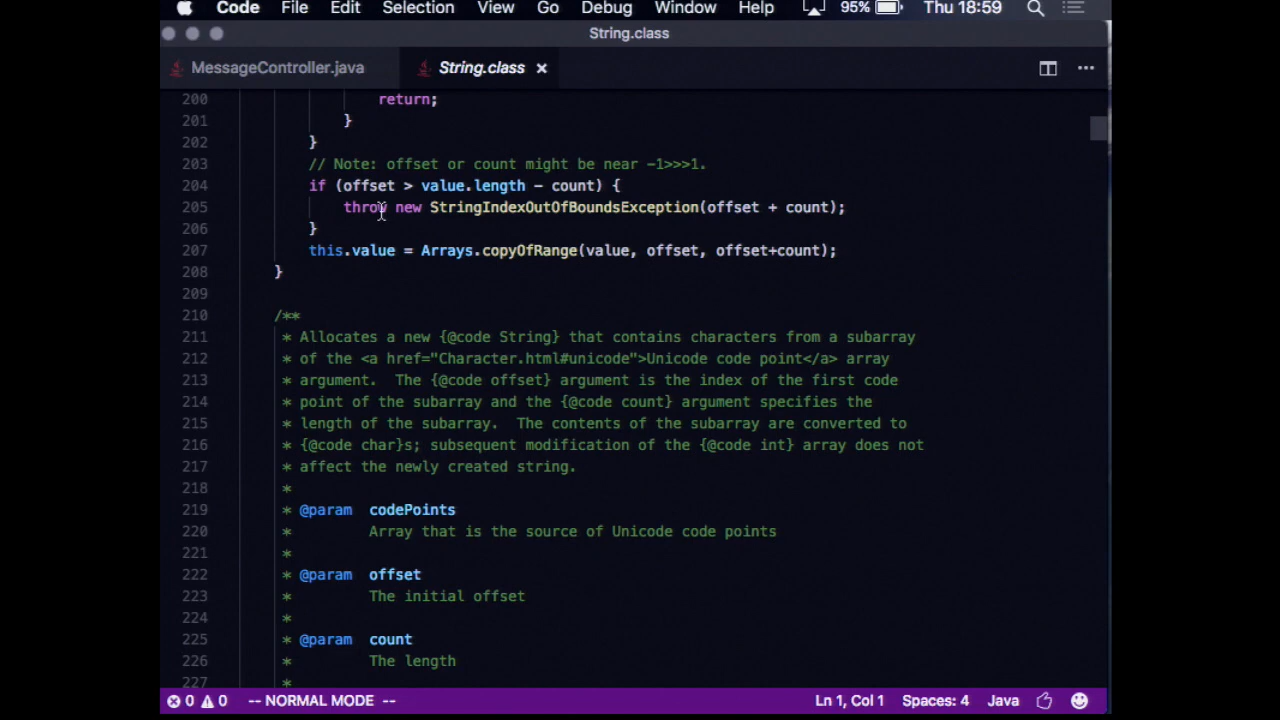 Code File Edit Selection View Go Debug Window Help 95% Thu 18:59
String.class
MessageController.java String.class
200 return;
201 }
202 }
203 // Note: offset or count might be near -1>>>1.
204 if (offset > value.length - count) {
205 throw new StringIndexOutOfBoundsException(offset + count);
206 }
207 this.value = Arrays.copyOfRange(value, offset, offset+count);
208 }
209
210 /**
211 * Allocates a new {@code String} that contains characters from a subarray
212 * of the <a href="Character.html#unicode">Unicode code point</a> array
213 * argument.  The {@code offset} argument is the index of the first code
214 * point of the subarray and the {@code count} argument specifies the
215 * length of the subarray.  The contents of the subarray are converted to
216 * {@code char}s; subsequent modification of the {@code int} array does not
217 * affect the newly created string.
218 *
219 * @param  codePoints
220 *         Array that is the source of Unicode code points
221 *
222 * @param  offset
223 *         The initial offset
224 *
225 * @param  count
226 *         The length
227 *
0 0 -- NORMAL MODE -- Ln 1, Col 1 Spaces: 4 Java